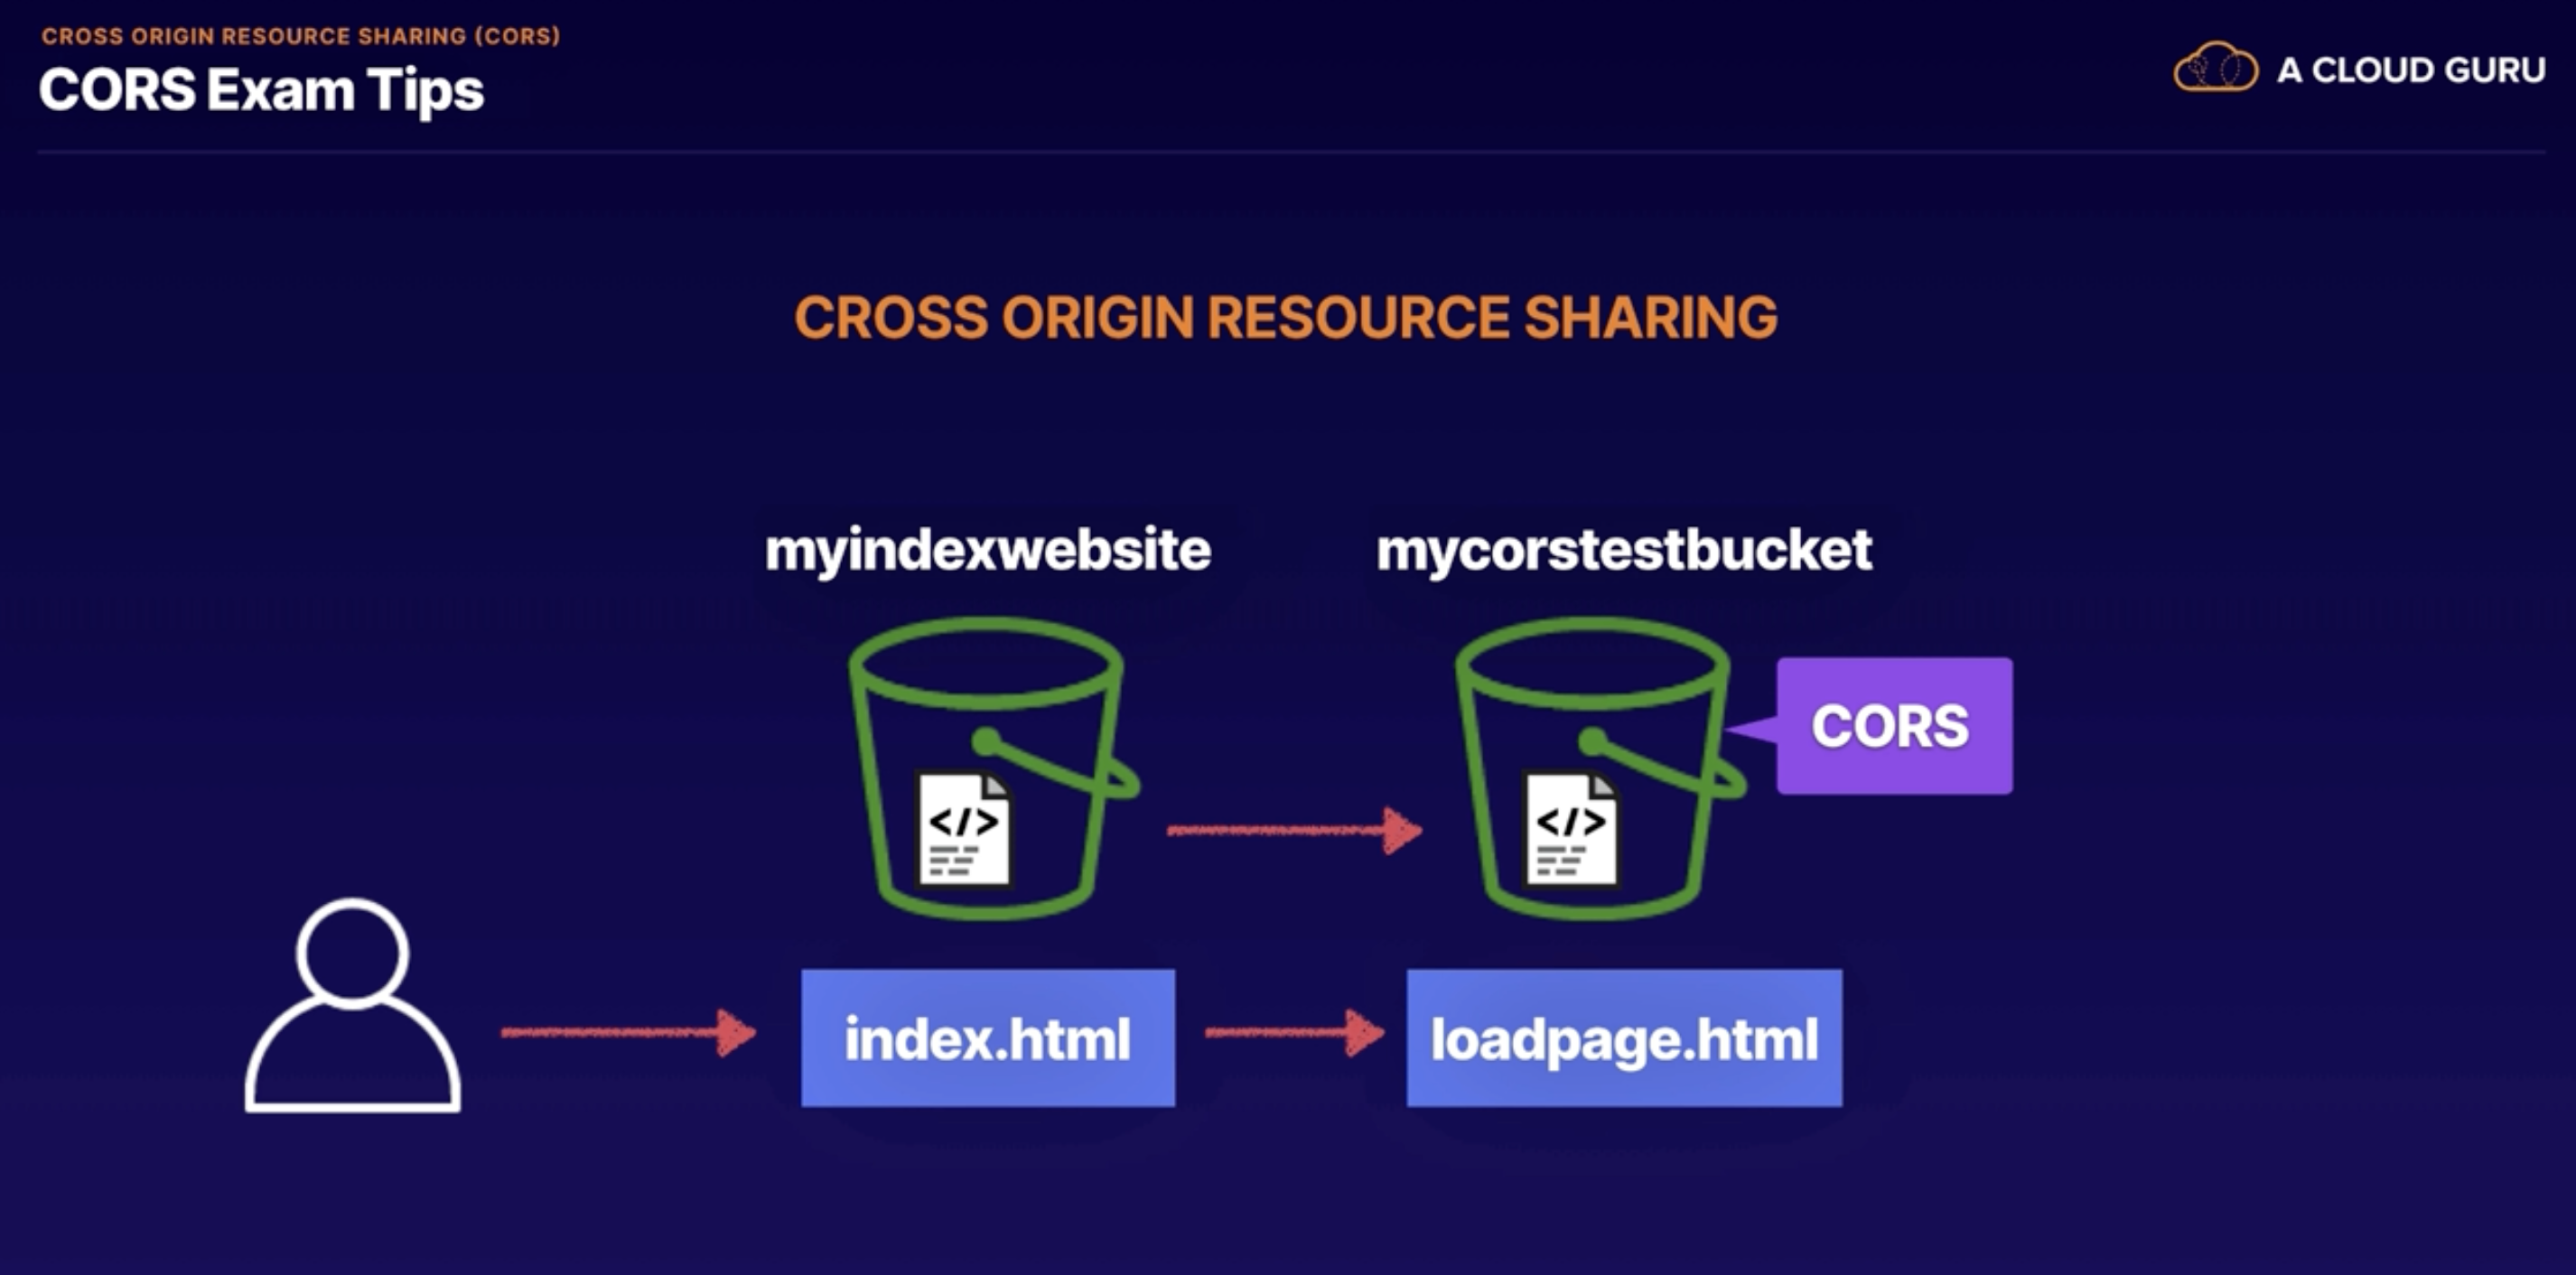 CROSS ORIGIN RESOURCE SHARING (CORS)
CORS Exam Tips
A CLOUD GURU
CROSS ORIGIN RESOURCE SHARING
myindexwebsite
mycorstestbucket
</>
</>
CORS
index.html
loadpage.html